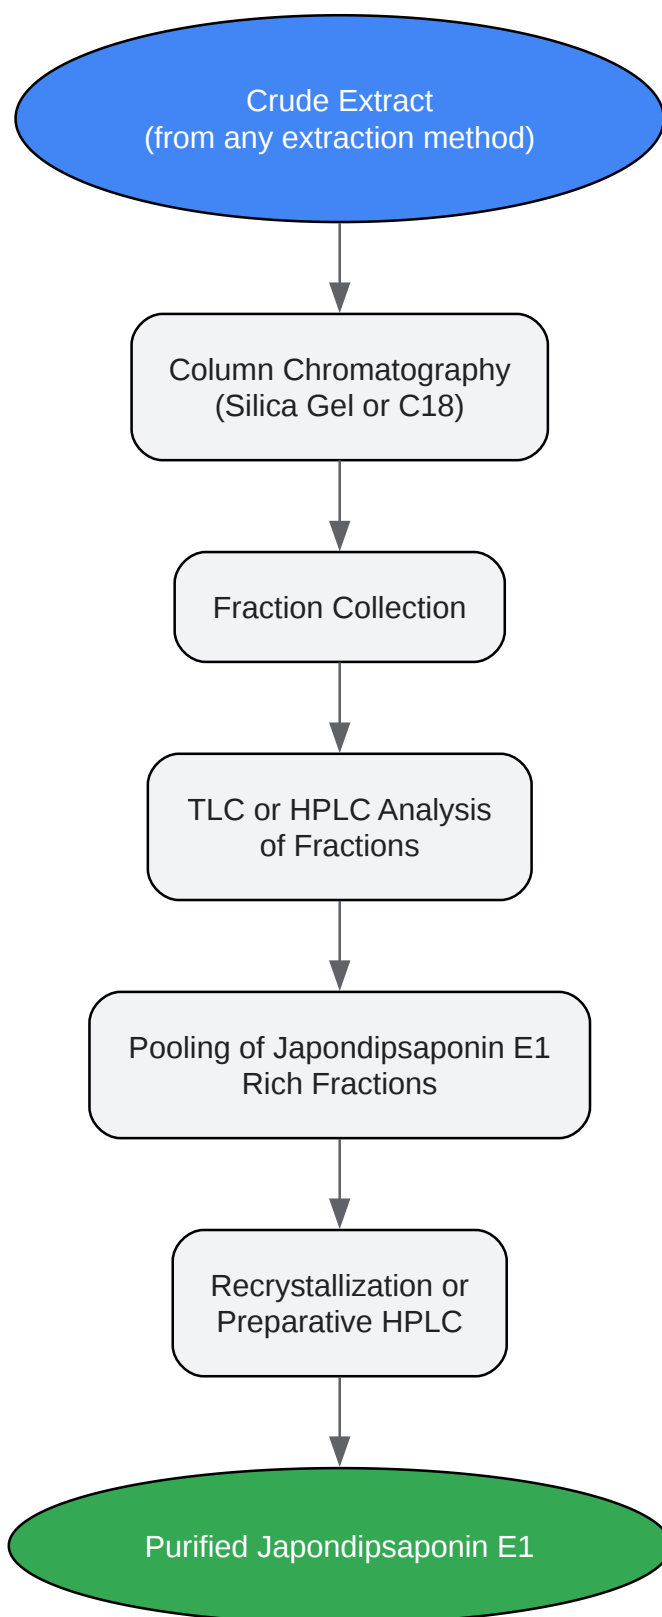 Crude Extract
(from any extraction method)
Column Chromatography
(Silica Gel or C18)
Fraction Collection
TLC or HPLC Analysis
of Fractions
Pooling of Japondipsaponin E1
Rich Fractions
Recrystallization or
Preparative HPLC
Purified Japondipsaponin E1